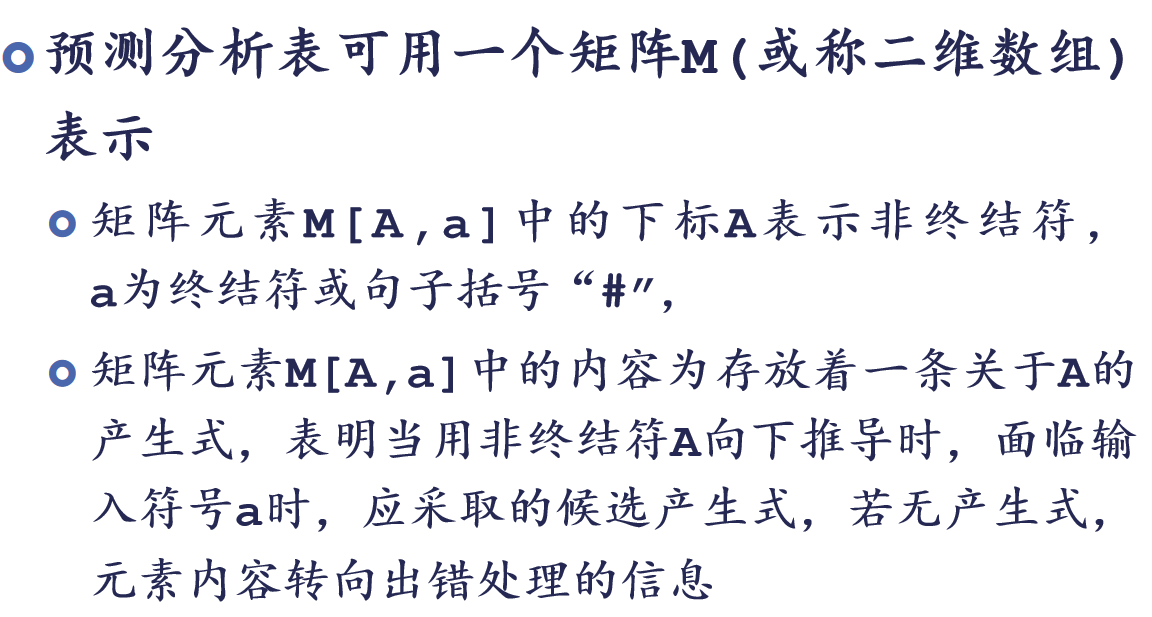 预测分析表可用一个矩阵M(或称二维数组)
表示
矩阵元素M[A,a]中的下标A表示非终结符，
a为终结符或句子括号“#”，
矩阵元素M[A,a]中的内容为存放着一条关于A的
产生式，表明当用非终结符A向下推导时，面临输
入符号a时，应采取的候选产生式，若无产生式，
元素内容转向出错处理的信息